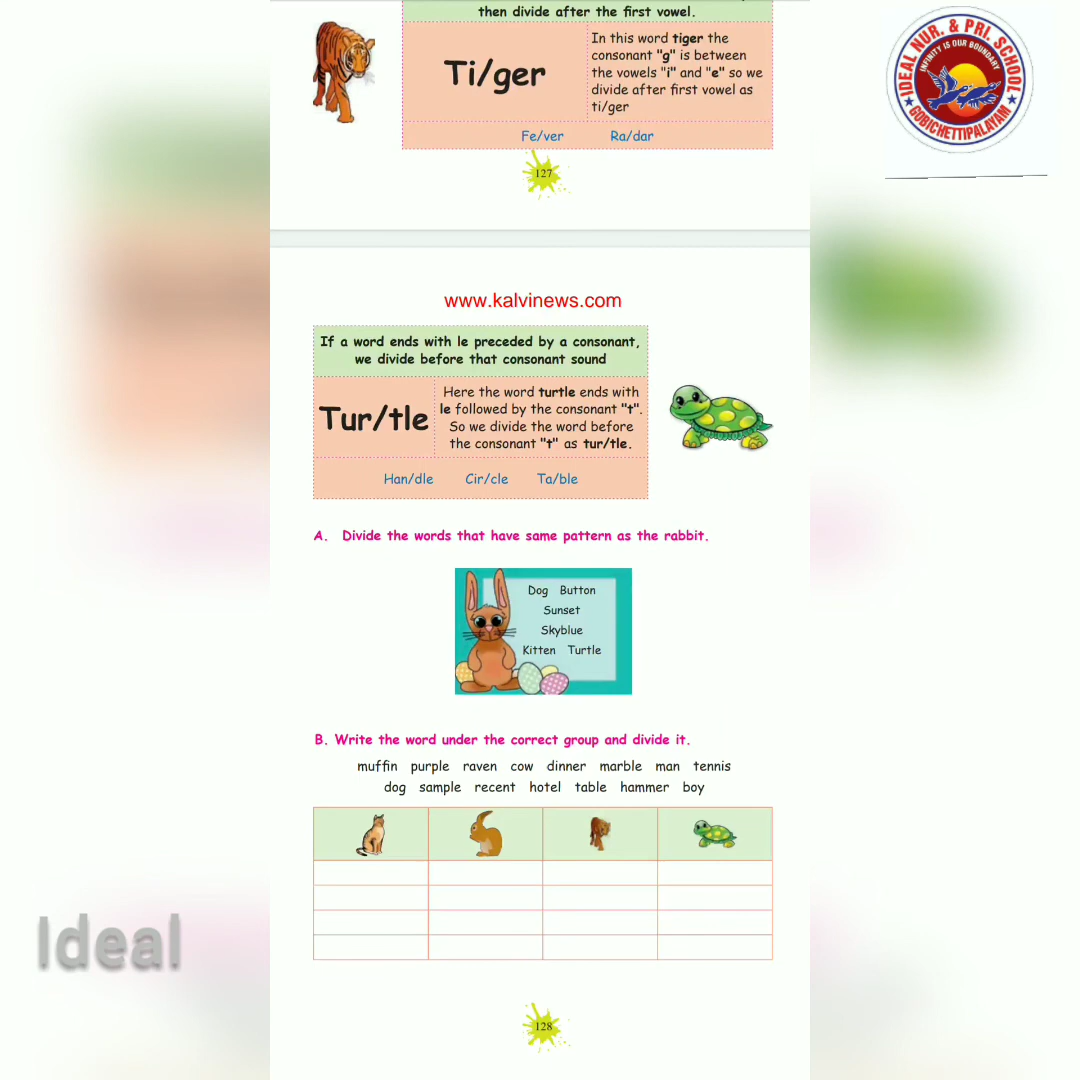 then divide after the first vowel.
Ti/ger
In this word tiger the
consonant "g" is between
the vowels "i" and "e" so we
divide after first vowel as
ti/ger
Fe/ver Ra/dar
127
IDEAL NUR. & PRI. SCHOOL
INFINITY IS OUR BOUNDARY
GOBICHETTIPALAYAM
www.kalvinews.com
If a word ends with le preceded by a consonant,
we divide before that consonant sound
Tur/tle
Here the word turtle ends with
le followed by the consonant "t".
So we divide the word before
the consonant "t" as tur/tle.
Han/dle Cir/cle Ta/ble
A. Divide the words that have same pattern as the rabbit.
Dog Button
Sunset
Skyblue
Kitten Turtle
B. Write the word under the correct group and divide it.
muffin purple raven cow dinner marble man tennis
dog sample recent hotel table hammer boy
Ideal
128